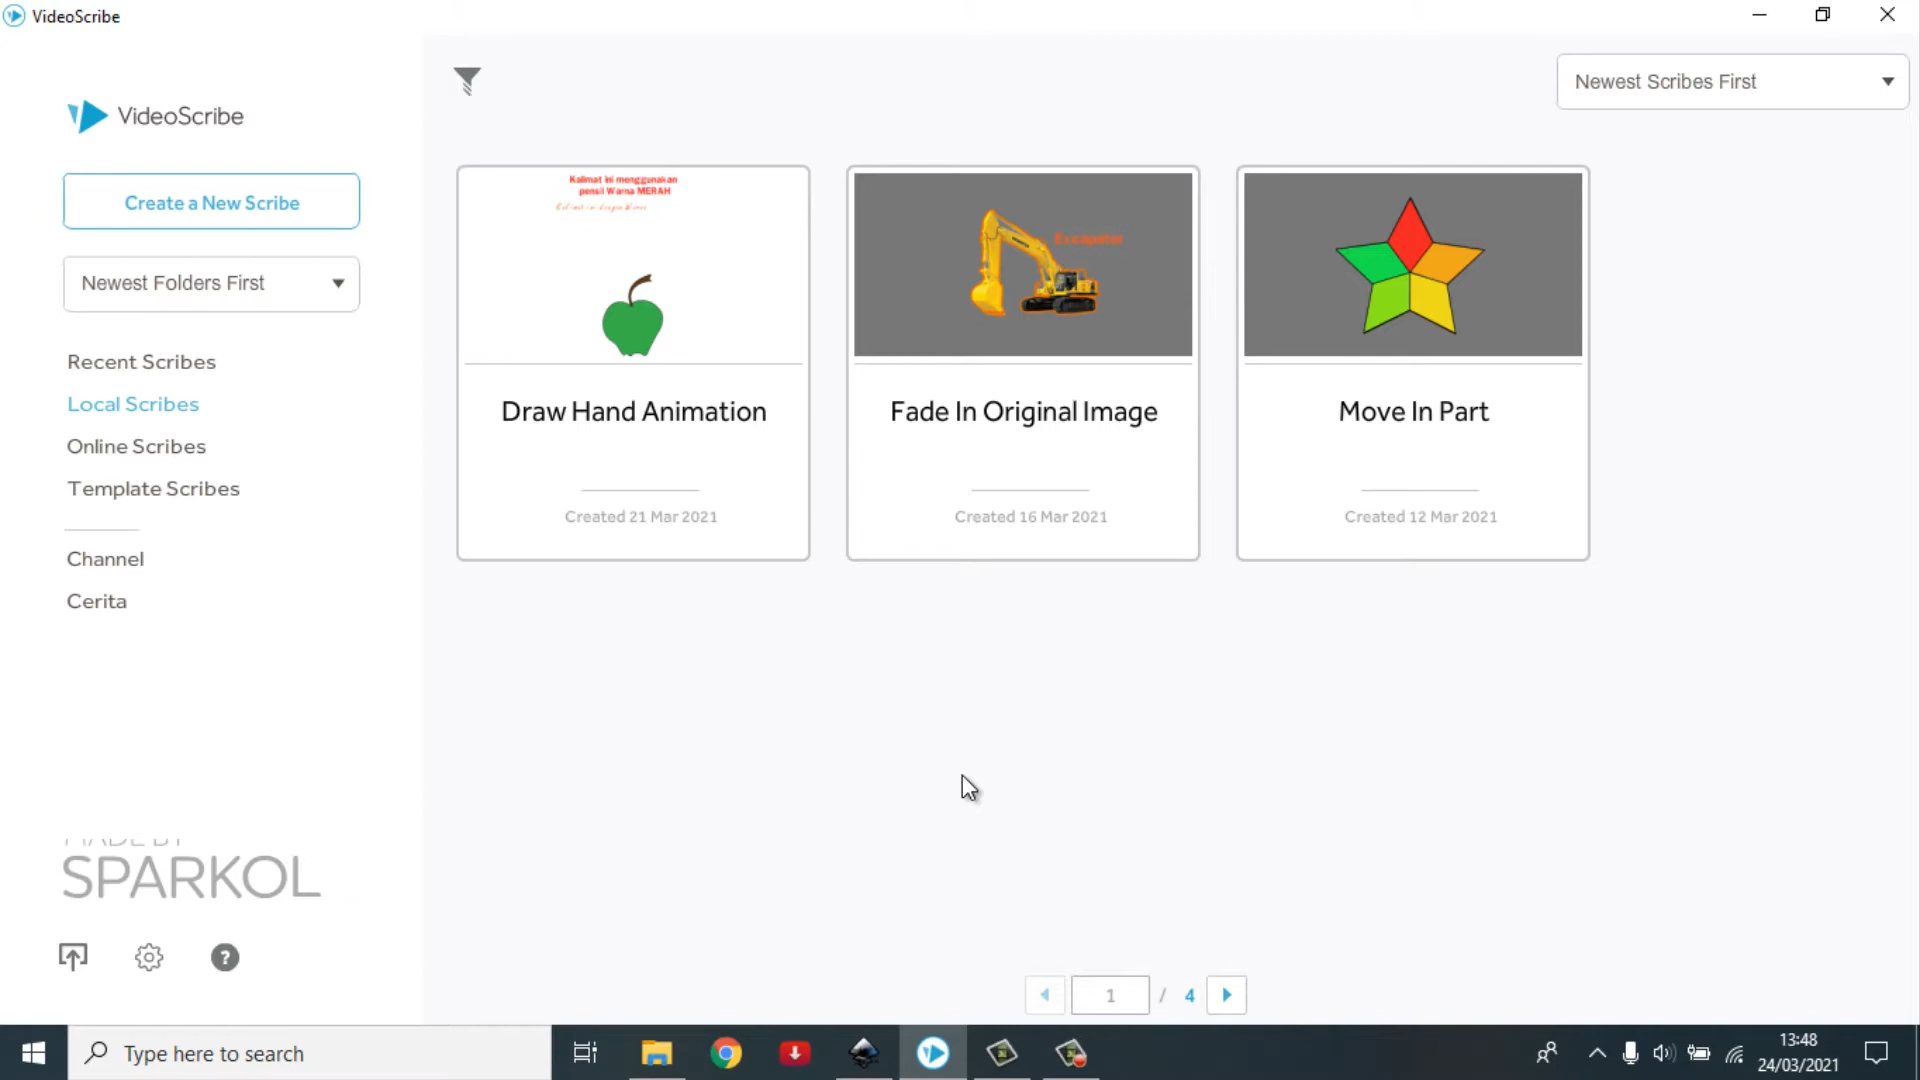 VideoScribe
VideoScribe
Create a New Scribe
Newest Folders First
Recent Scribes
Local Scribes
Online Scribes
Template Scribes
Channel
Cerita
MADE BY
SPARKOL
?
Newest Scribes First
Kalimat ini menggunakan
pensil Warna MERAH
Draw Hand Animation
Created 21 Mar 2021
Excapator
Fade In Original Image
Created 16 Mar 2021
Move In Part
Created 12 Mar 2021
1 / 4
Type here to search
13:48
24/03/2021